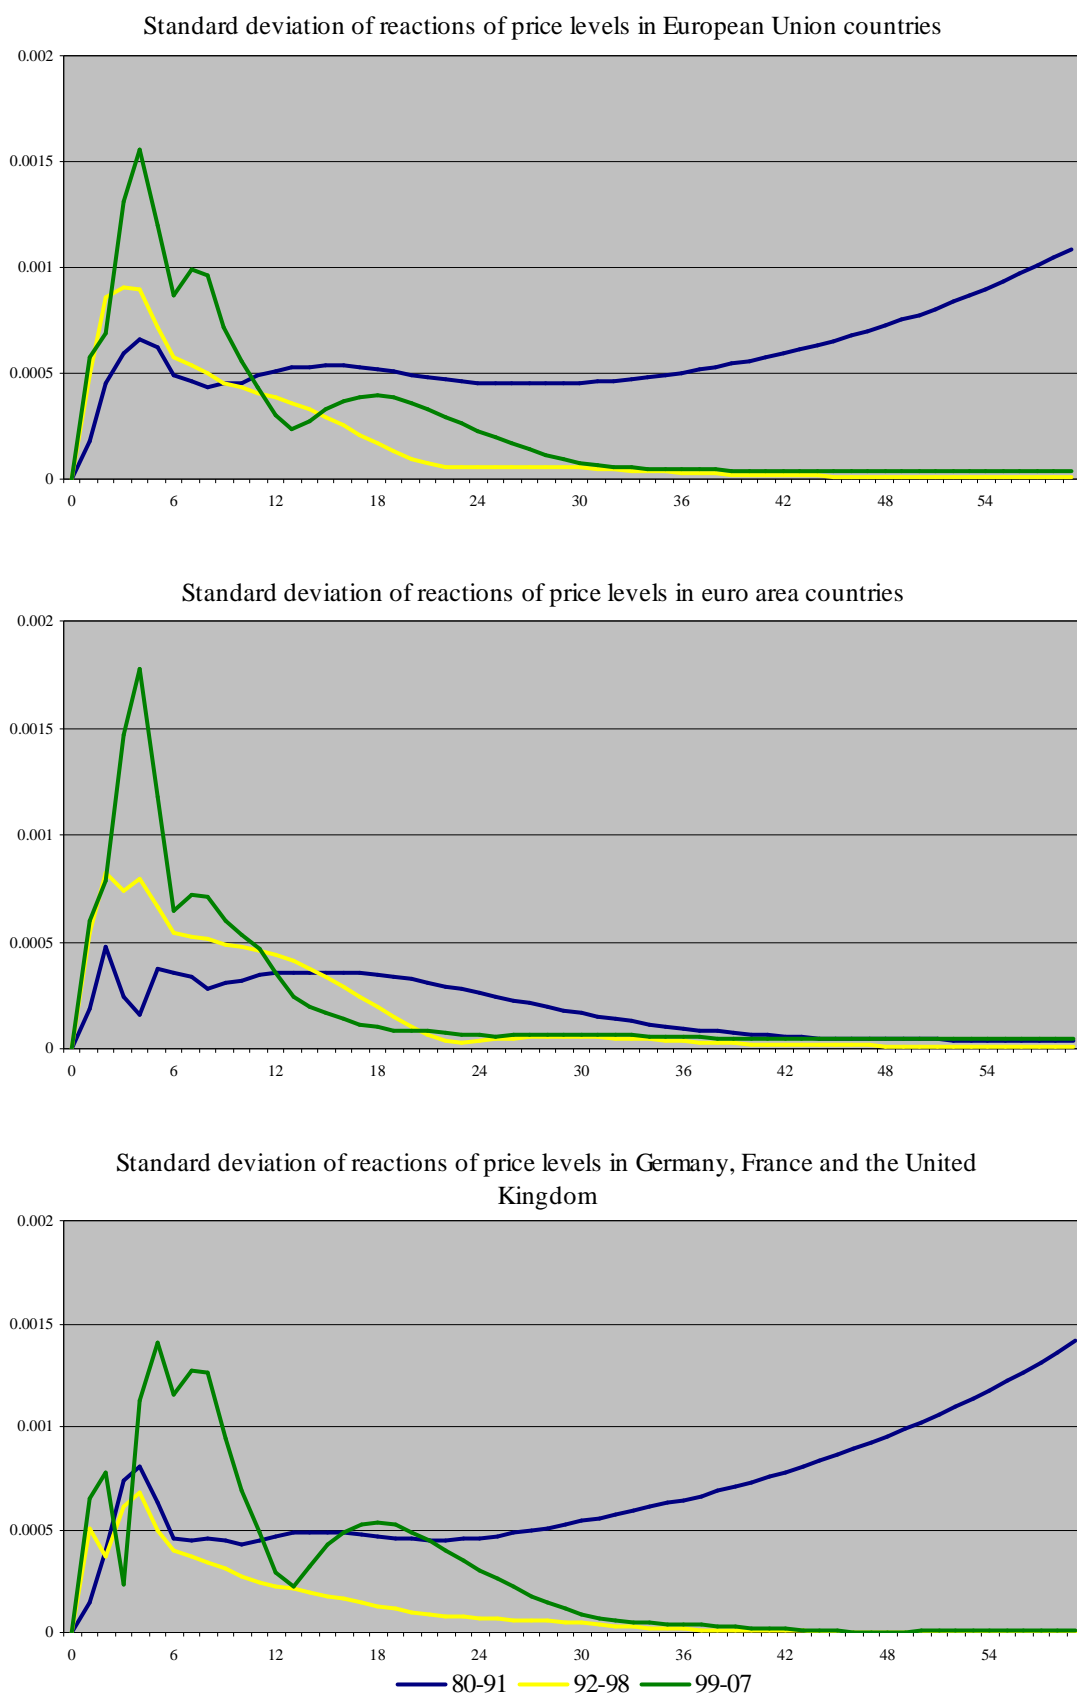 Standard deviation of reactions of price levels in European Union countries
0.002
0.0015
0.001
0.0005
0
0 6 12 18 24 30 36 42 48 54
Standard deviation of reactions of price levels in euro area countries
0.002
0.0015
0.001
0.0005
0
0 6 12 18 24 30 36 42 48 54
Standard deviation of reactions of price levels in Germany, France and the United
Kingdom
0.002
0.0015
0.001
0.0005
0
0 6 12 18 24 30 36 42 48 54
80-91 92-98 99-07